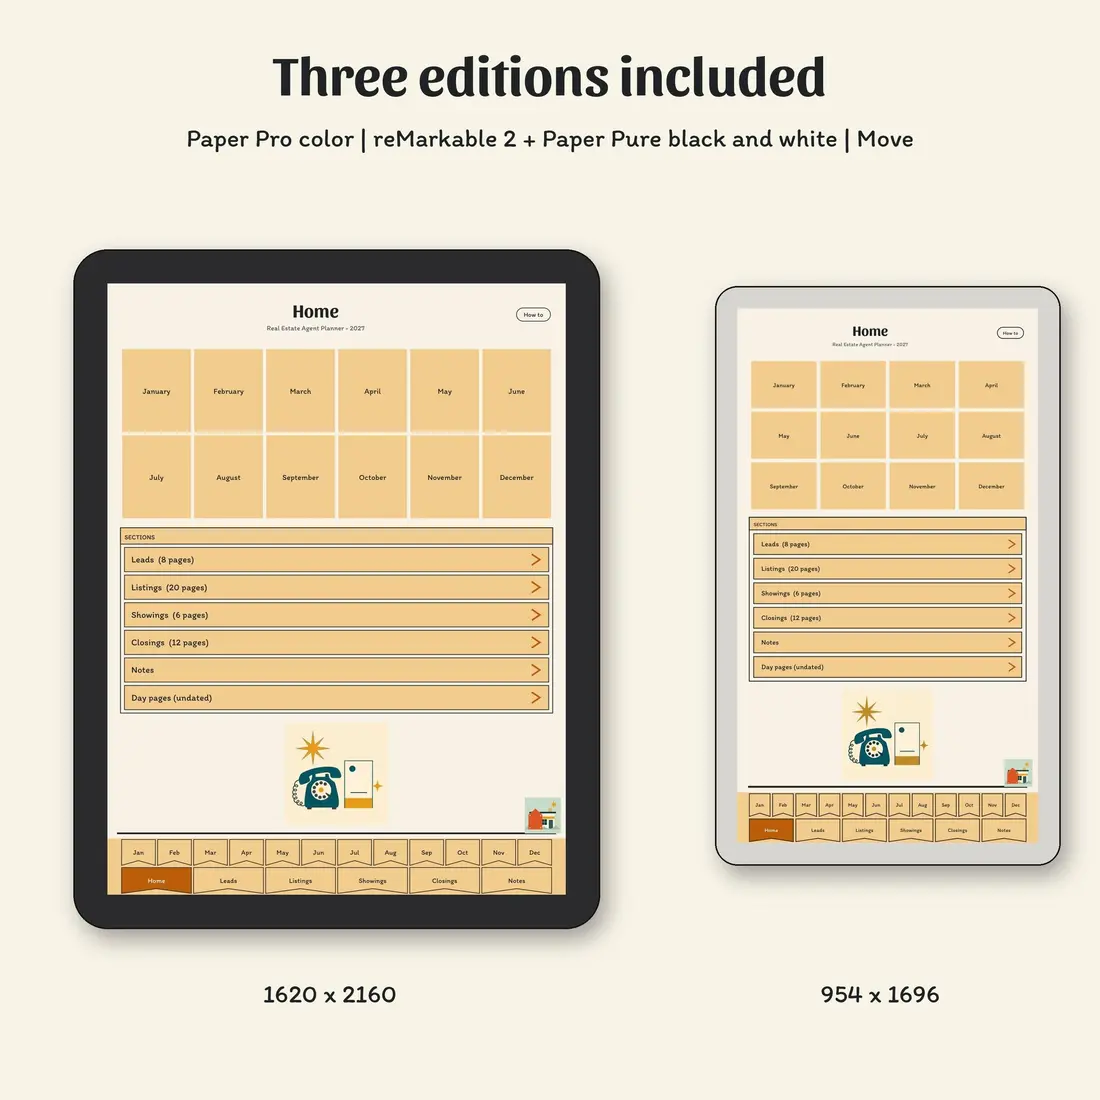 Three editions included
Paper Pro color | reMarkable 2 + Paper Pure black and white | Move
Home
How to
Real Estate Agent Planner - 2027
January February March April May June
July August September October November December
SECTIONS
Leads (8 pages)
Listings (20 pages)
Showings (6 pages)
Closings (12 pages)
Notes
Day pages (undated)
Jan Feb Mar Apr May Jun Jul Aug Sep Oct Nov Dec
Home Leads Listings Showings Closings Notes
1620 x 2160
Home
How to
Real Estate Agent Planner - 2027
January February March April
May June July August
September October November December
SECTIONS
Leads (8 pages)
Listings (20 pages)
Showings (6 pages)
Closings (12 pages)
Notes
Day pages (undated)
Jan Feb Mar Apr May Jun Jul Aug Sep Oct Nov Dec
Home Leads Listings Showings Closings Notes
954 x 1696